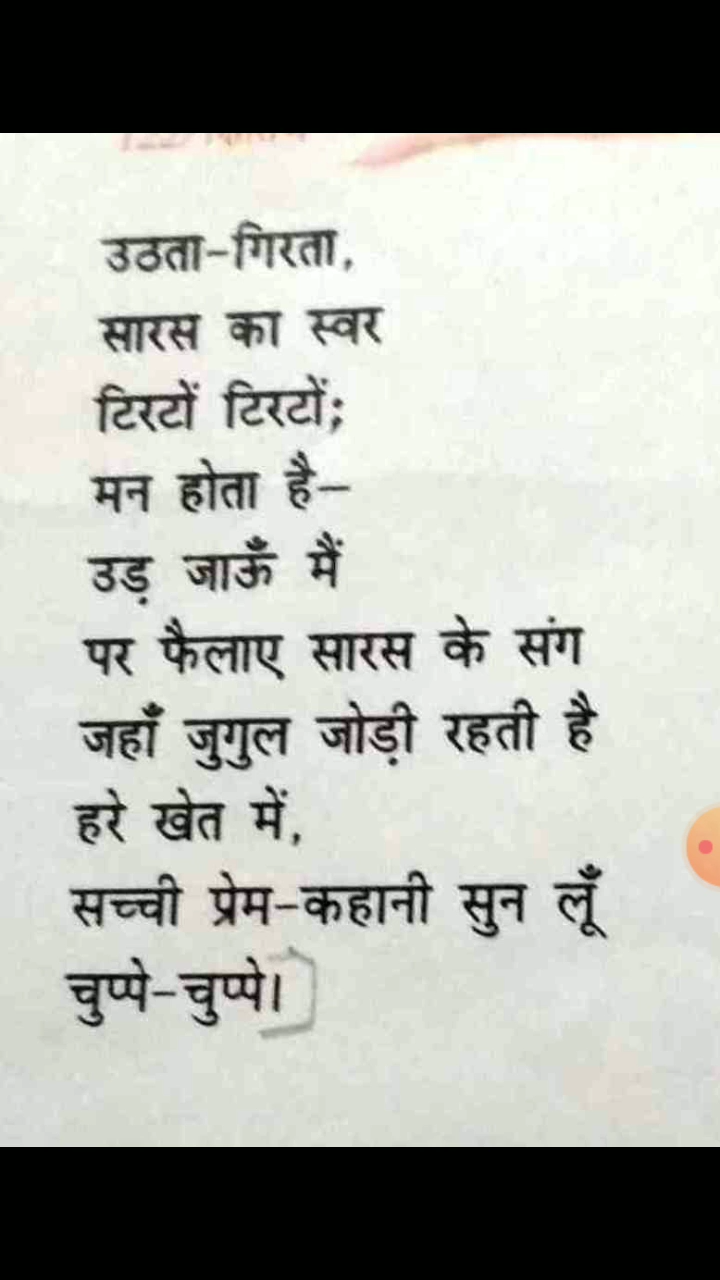 उठता-गिरता,
सारस का स्वर
टिरटों टिरटों;
मन होता है—
उड़ जाऊँ मैं
पर फैलाए सारस के संग
जहाँ जुगुल जोड़ी रहती है
हरे खेत में,
सच्ची प्रेम-कहानी सुन लूँ
चुप्पे-चुप्पे।